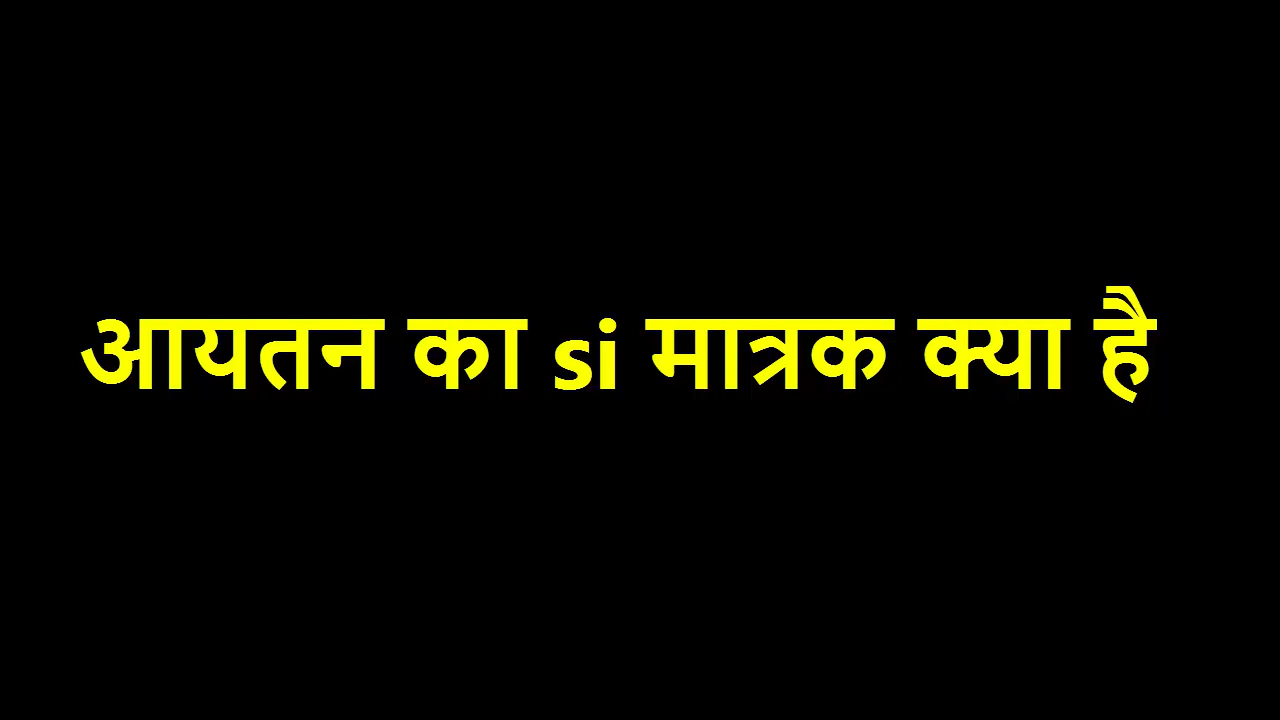 आयतन का si मात्रक क्या है